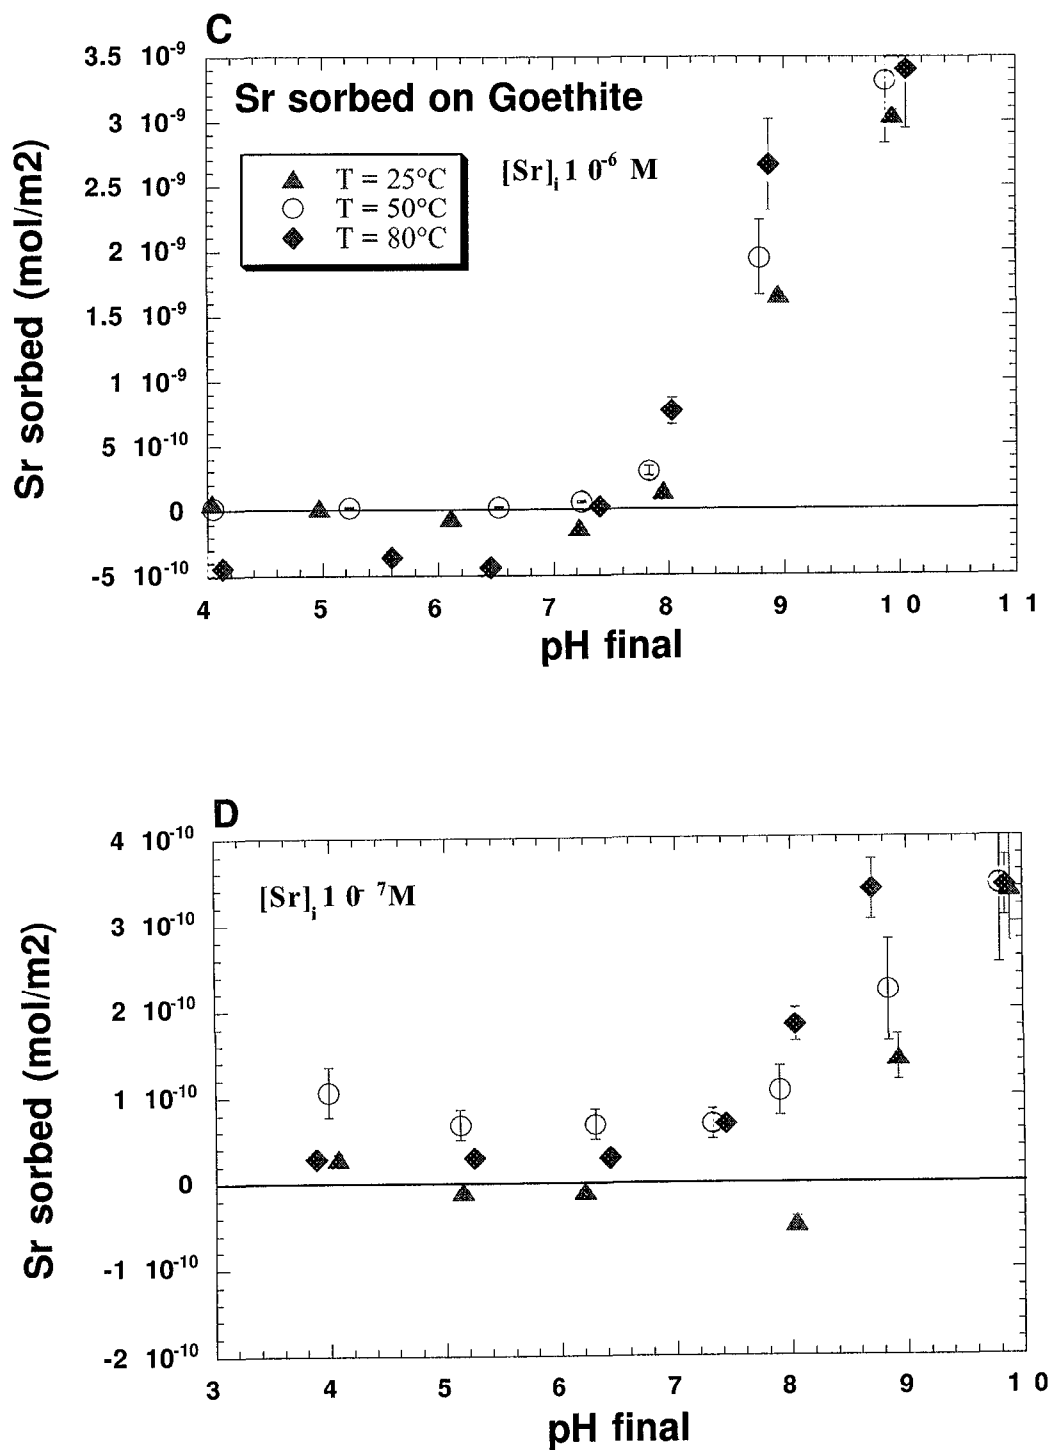 C
3.5 10-9
3 10-9
2.5 10-9
2 10-9
1.5 10-9
1 10-9
5 10-10
0
-5 10-10
Sr sorbed (mol/m2)
Sr sorbed on Goethite
[Sr]i 1 0-6 M
T = 25°C
T = 50°C
T = 80°C
4 5 6 7 8 9 1 0 1 1
pH final
D
4 10-10
3 10-10
2 10-10
1 10-10
0
-1 10-10
-2 10-10
Sr sorbed (mol/m2)
[Sr]i 1 0- 7M
3 4 5 6 7 8 9 1 0
pH final